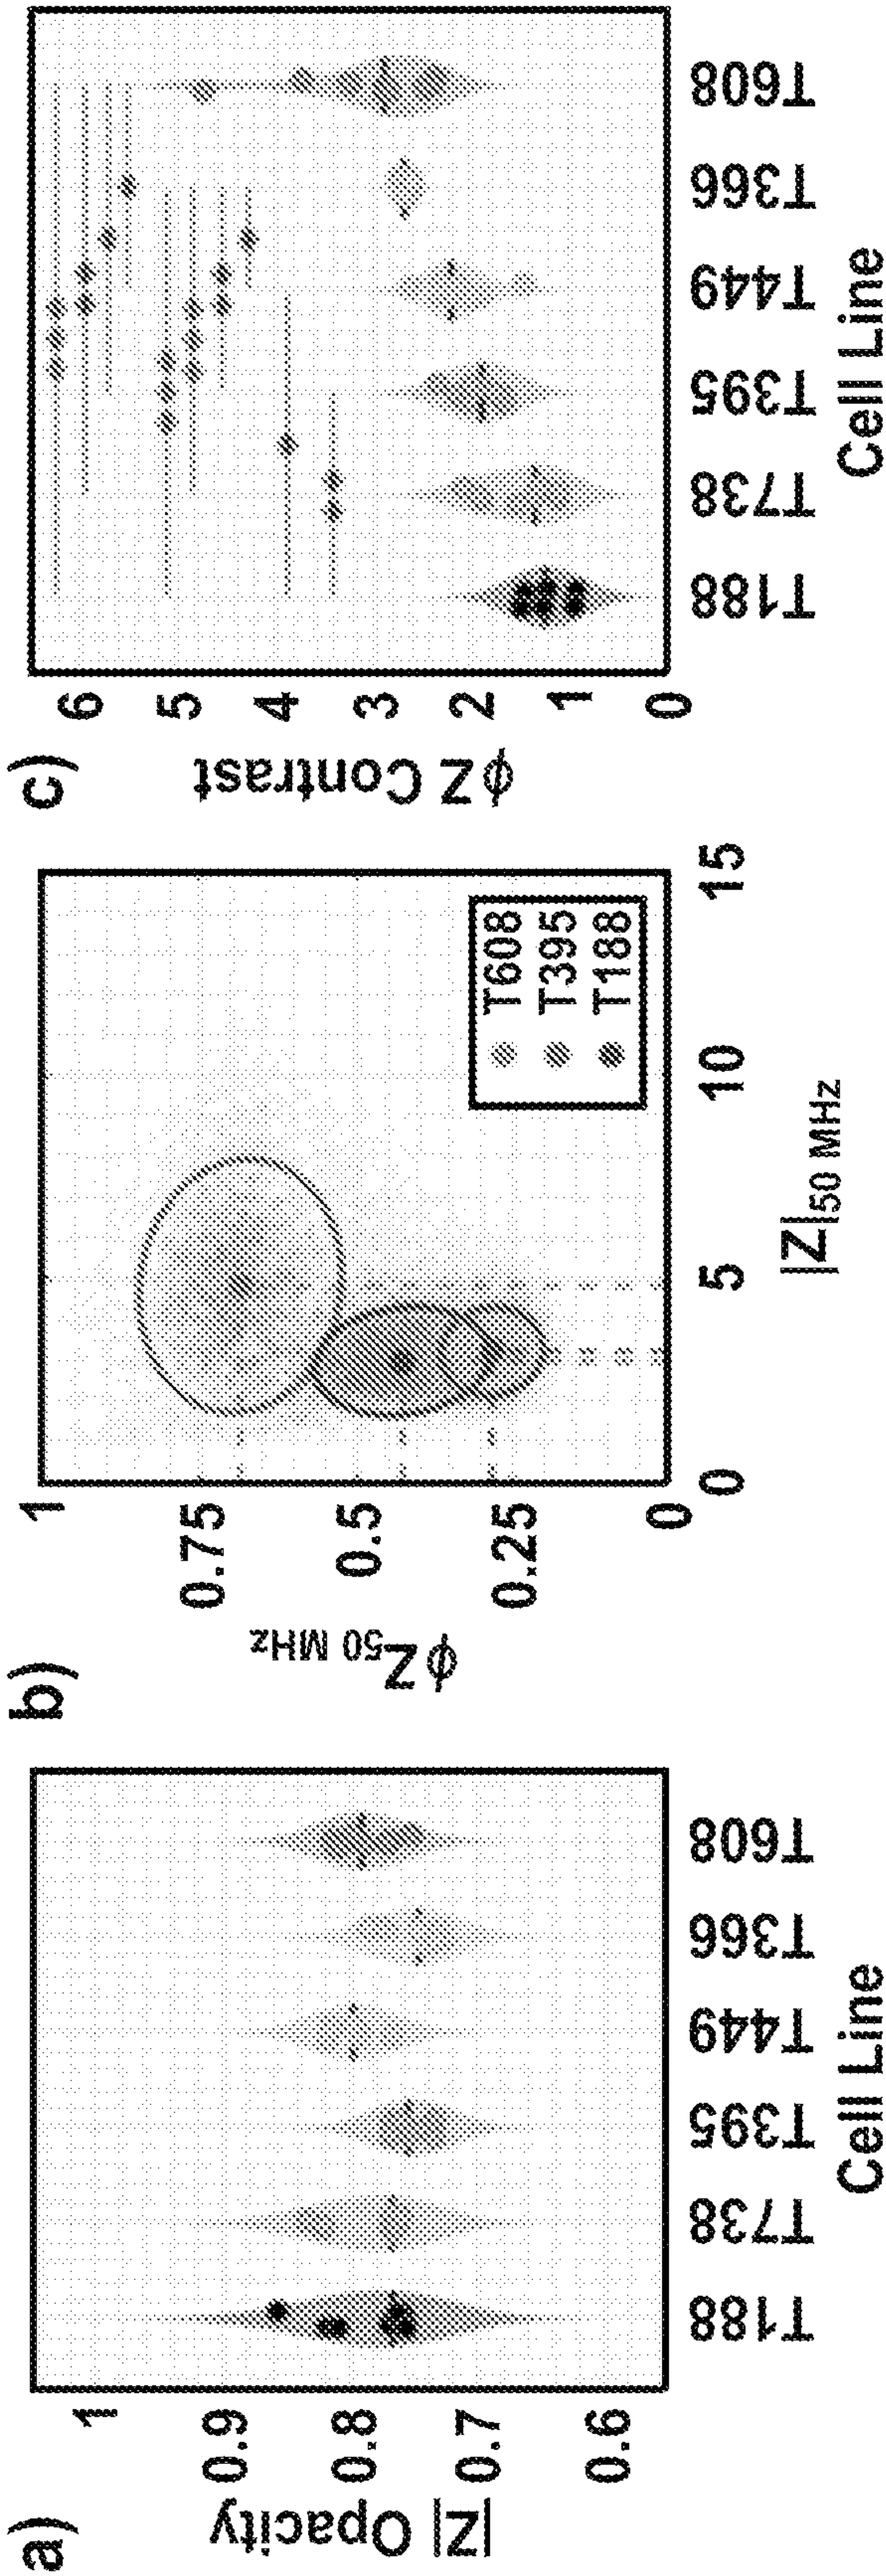 a)
|Z| Opacity
1
0.9
0.8
0.7
0.6
T188
T738
T395
T449
T366
T608
Cell Line
b)
ϕZ50 MHz
1
0.75
0.5
0.25
0
0
5
10
15
|Z|50 MHz
T608
T395
T188
c)
ϕZ Contrast
6
5
4
3
2
1
0
T188
T738
T395
T449
T366
T608
Cell Line